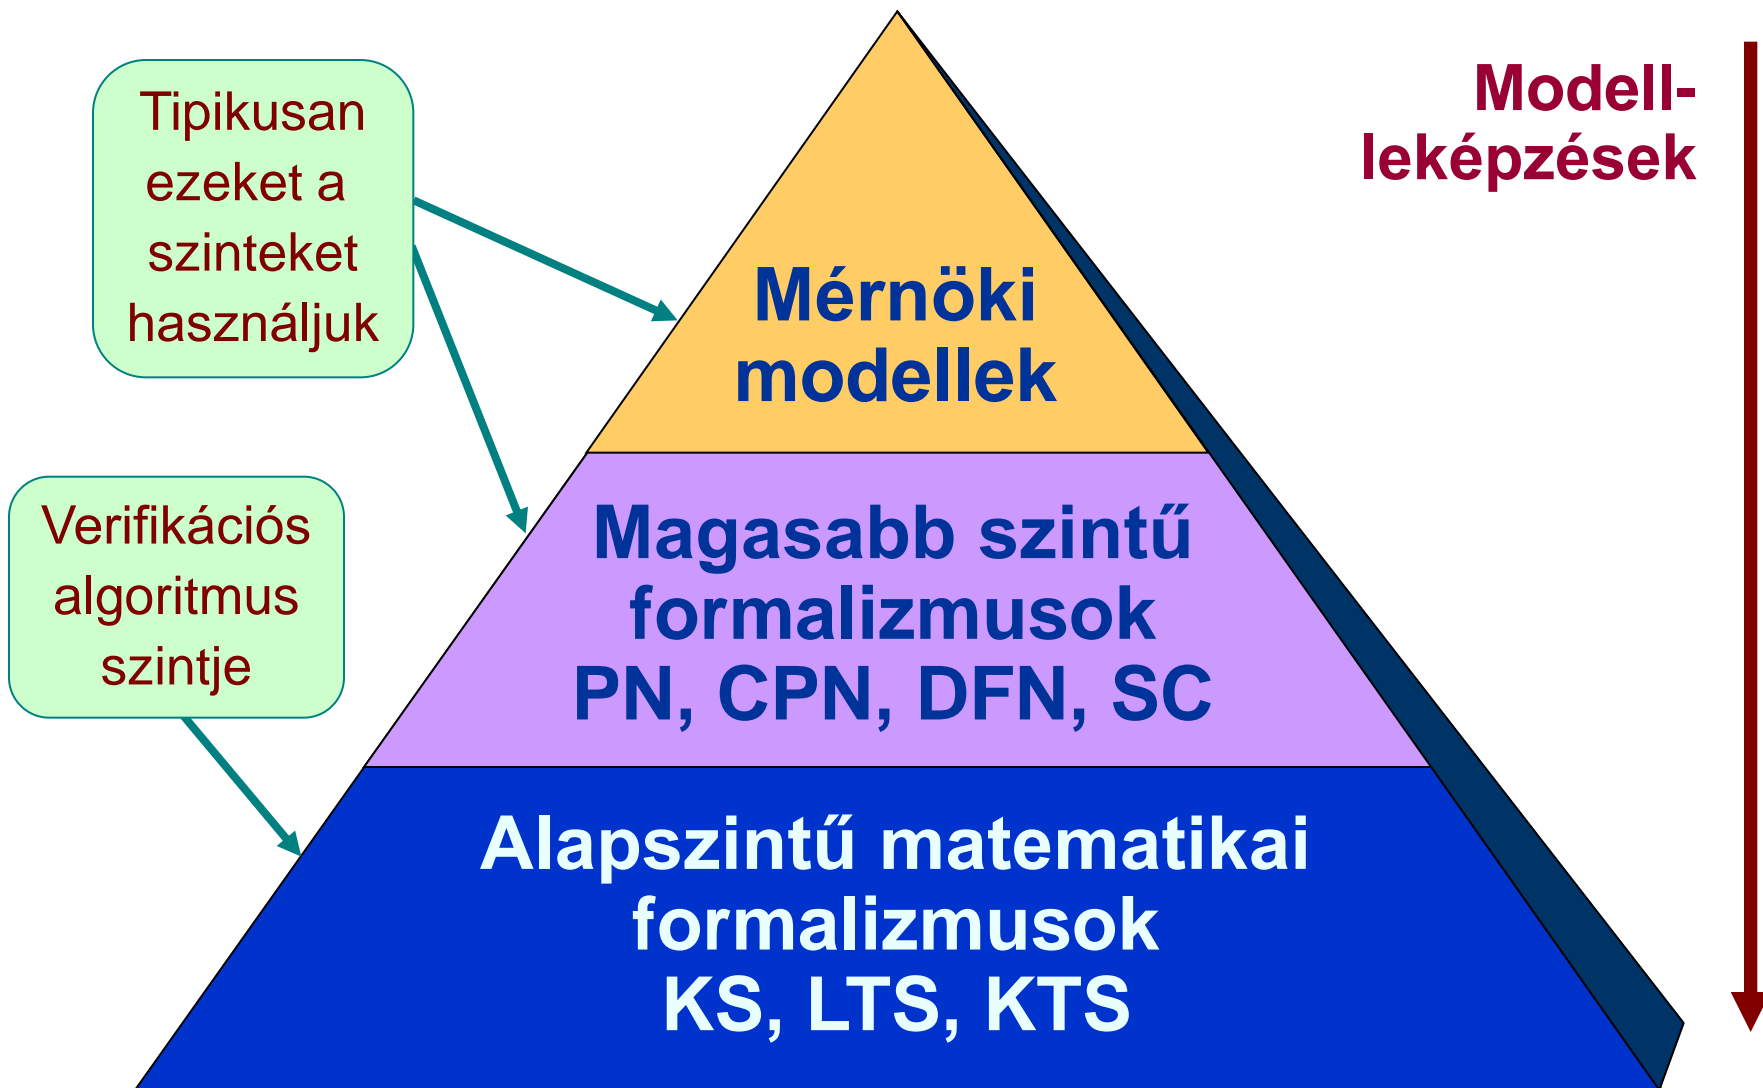 Tipikusan
ezeket a
szinteket
használjuk
Modell-
leképzések
Mérnöki
modellek
Verifikációs
algoritmus
szintje
Magasabb szintű
formalizmusok
PN, CPN, DFN, SC
Alapszintű matematikai
formalizmusok
KS, LTS, KTS